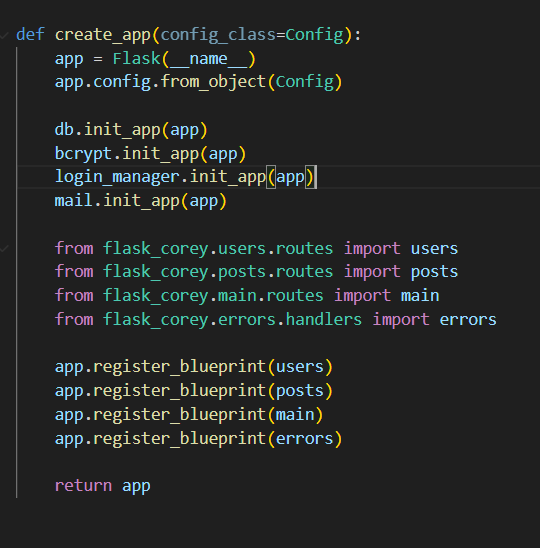 def create_app(config_class=Config):
    app = Flask(__name__)
    app.config.from_object(Config)

    db.init_app(app)
    bcrypt.init_app(app)
    login_manager.init_app(app)
    mail.init_app(app)

    from flask_corey.users.routes import users
    from flask_corey.posts.routes import posts
    from flask_corey.main.routes import main
    from flask_corey.errors.handlers import errors

    app.register_blueprint(users)
    app.register_blueprint(posts)
    app.register_blueprint(main)
    app.register_blueprint(errors)

    return app